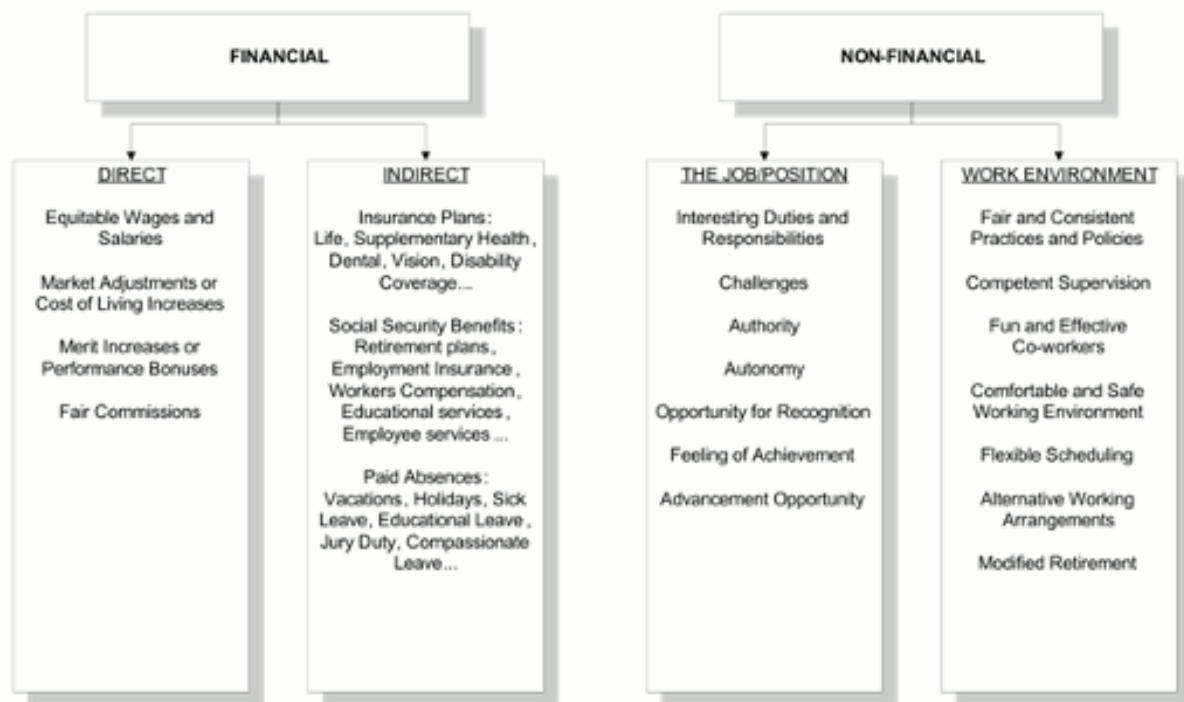 FINANCIAL
NON-FINANCIAL
DIRECT
Equitable Wages and
Salaries
Market Adjustments or
Cost of Living Increases
Merit Increases or
Performance Bonuses
Fair Commissions
INDIRECT
Insurance Plans:
Life, Supplementary Health,
Dental, Vision, Disability
Coverage...
Social Security Benefits:
Retirement plans,
Employment Insurance,
Workers Compensation,
Educational services,
Employee services...
Paid Absences:
Vacations, Holidays, Sick
Leave, Educational Leave,
Jury Duty, Compassionate
Leave...
THE JOB/POSITION
Interesting Duties and
Responsibilities
Challenges
Authority
Autonomy
Opportunity for Recognition
Feeling of Achievement
Advancement Opportunity
WORK ENVIRONMENT
Fair and Consistent
Practices and Policies
Competent Supervision
Fun and Effective
Co-workers
Comfortable and Safe
Working Environment
Flexible Scheduling
Alternative Working
Arrangements
Modified Retirement